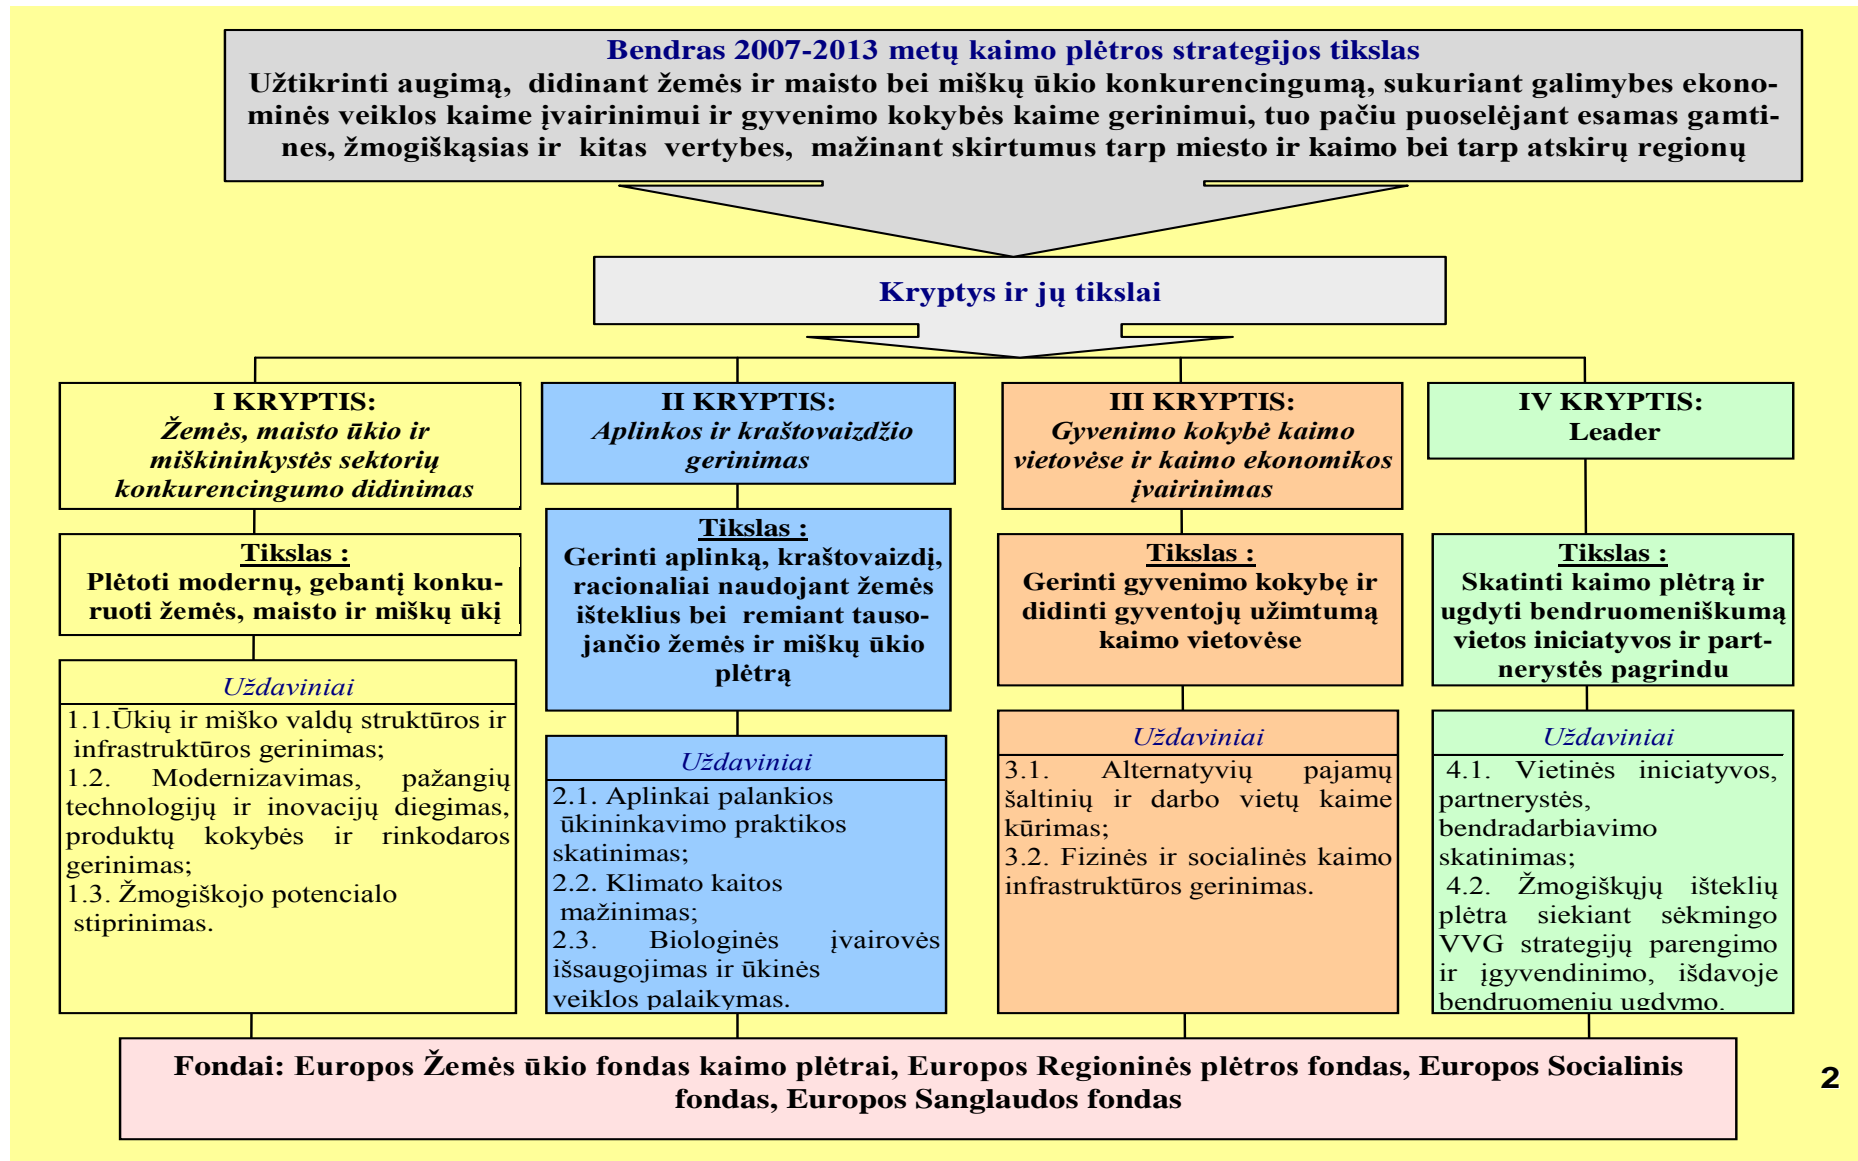 Bendras 2007-2013 metų kaimo plėtros strategijos tikslas
Užtikrinti augimą, didinant žemės ir maisto bei miškų ūkio konkurencingumą, sukuriant galimybes ekono-
minės veiklos kaime įvairinimui ir gyvenimo kokybės kaime gerinimui, tuo pačiu puoselėjant esamas gamti-
nes, žmogiškąsias ir kitas vertybes, mažinant skirtumus tarp miesto ir kaimo bei tarp atskirų regionų
Kryptys ir jų tikslai
I KRYPTIS:
Žemės, maisto ūkio ir
miškininkystės sektorių
konkurencingumo didinimas
Tikslas :
Plėtoti modernų, gebantį konku-
ruoti žemės, maisto ir miškų ūkį
Uždaviniai
1.1.Ūkių ir miško valdų struktūros ir
infrastruktūros gerinimas;
1.2. Modernizavimas, pažangių
technologijų ir inovacijų diegimas,
produktų kokybės ir rinkodaros
gerinimas;
1.3. Žmogiškojo potencialo
stiprinimas.
II KRYPTIS:
Aplinkos ir kraštovaizdžio
gerinimas
Tikslas :
Gerinti aplinką, kraštovaizdį,
racionaliai naudojant žemės
išteklius bei remiant tauso-
jančio žemės ir miškų ūkio
plėtrą
Uždaviniai
2.1. Aplinkai palankios
ūkininkavimo praktikos
skatinimas;
2.2. Klimato kaitos
mažinimas;
2.3. Biologinės įvairovės
išsaugojimas ir ūkinės
veiklos palaikymas.
III KRYPTIS:
Gyvenimo kokybė kaimo
vietovėse ir kaimo ekonomikos
įvairinimas
Tikslas :
Gerinti gyvenimo kokybę ir
didinti gyventojų užimtumą
kaimo vietovėse
Uždaviniai
3.1. Alternatyvių pajamų
šaltinių ir darbo vietų kaime
kūrimas;
3.2. Fizinės ir socialinės kaimo
infrastruktūros gerinimas.
IV KRYPTIS:
Leader
Tikslas :
Skatinti kaimo plėtrą ir
ugdyti bendruomeniškumą
vietos iniciatyvos ir part-
nerystės pagrindu
Uždaviniai
4.1. Vietinės iniciatyvos,
partnerystės,
bendradarbiavimo
skatinimas;
4.2. Žmogiškųjų išteklių
plėtra siekiant sėkmingo
VVG strategijų parengimo
ir įgyvendinimo, išdavoje
bendruomenių ugdymo.
Fondai: Europos Žemės ūkio fondas kaimo plėtrai, Europos Regioninės plėtros fondas, Europos Socialinis
fondas, Europos Sanglaudos fondas
2